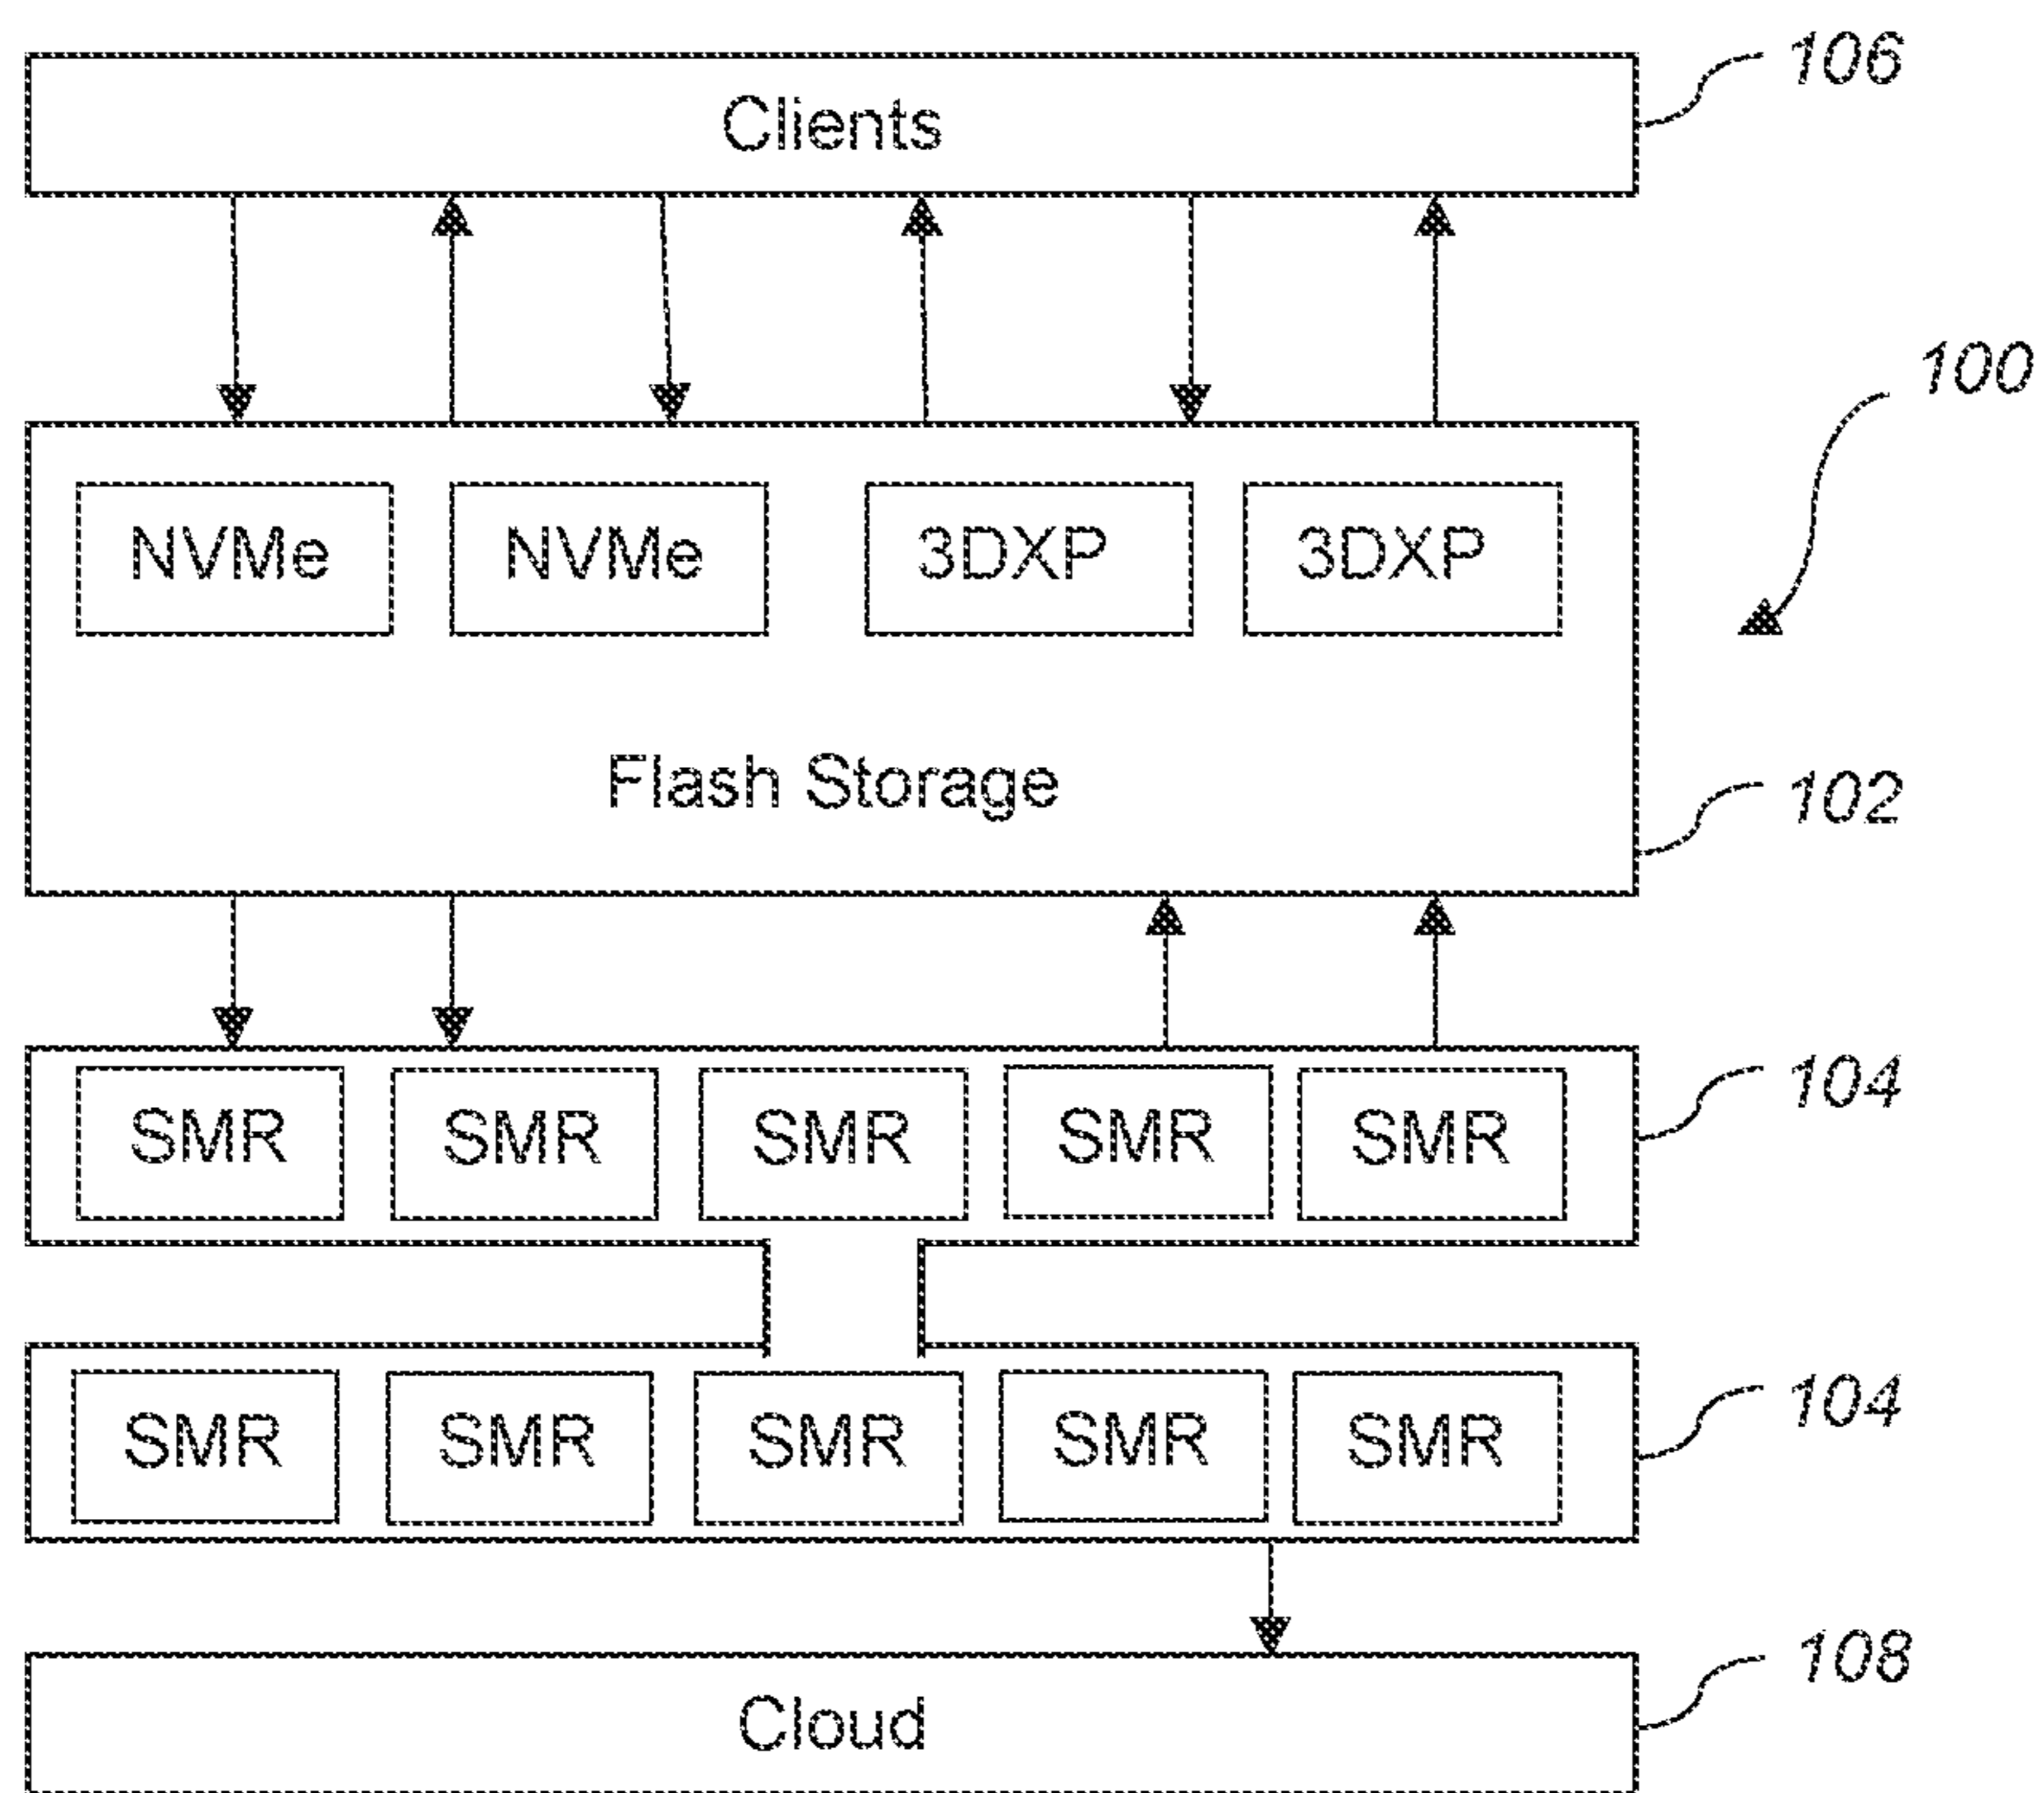 106
Clients
100
NVMe NVMe 3DXP 3DXP
Flash Storage
102
SMR SMR SMR SMR SMR
104
SMR SMR SMR SMR SMR
104
108
Cloud